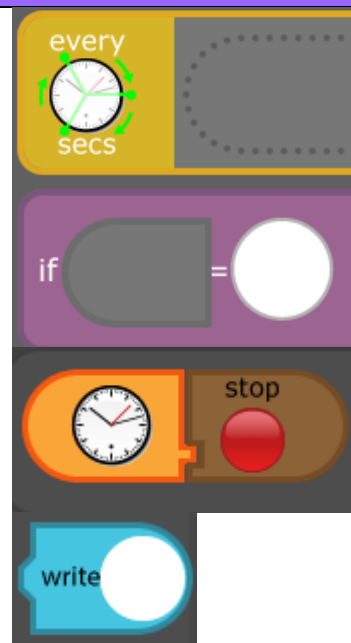 every
secs
if =
stop
write